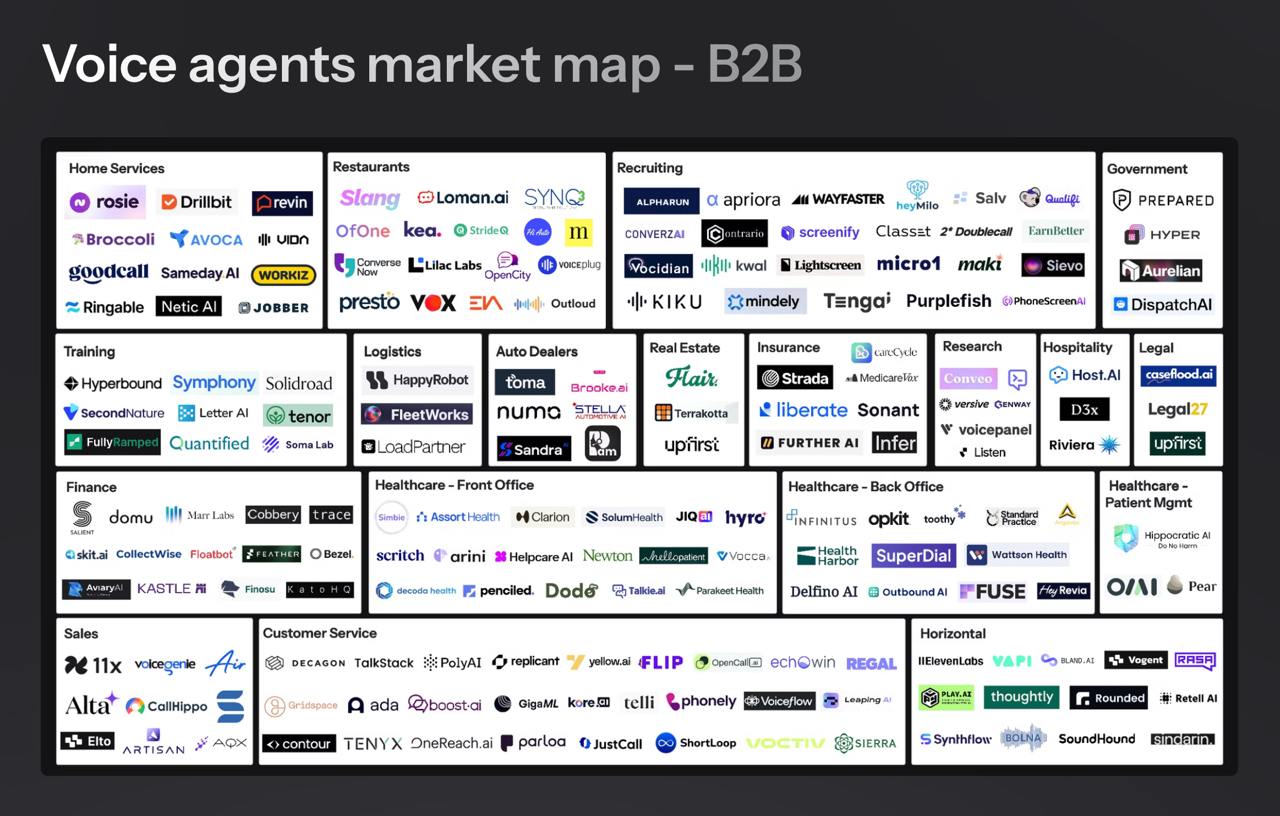 Voice agents market map - B2B
Home Services
rosie Drillbit revin
Broccoli AVOCA VIDA
goodcall Sameday AI WORKIZ
Ringable Netic AI JOBBER
Restaurants
Slang Loman.ai SYNQ3
OfOne kea. StrideQ m
Converse Now Lilac Labs OpenCity VOICEplug
presto VOX Outloud
Recruiting
ALPHARUN apriora WAYFASTER heyMilo Salv Qualifi
CONVERZAI Contrario screenify Classet Doublecall EarnBetter
Vocidian kwal Lightscreen micro1 maki Sievo
KIKU mindely Tengai Purplefish PhoneScreenAI
Government
PREPARED
HYPER
Aurelian
DispatchAI
Training
Hyperbound Symphony Solidroad
SecondNature Letter AI tenor
FullyRamped Quantified Soma Lab
Logistics
HappyRobot
FleetWorks
LoadPartner
Auto Dealers
toma Brooke.ai
numa STELLA AUTOMOTIVE AI
Sandra Pam
Real Estate
Flair.
Terrakotta
upfirst
Insurance
careCycle
Strada MedicareVox
liberate Sonant
FURTHER AI Infer
Research
Conveo
versive GENWAY
voicepanel
Listen
Hospitality
Host.AI
D3x
Riviera
Legal
caseflood.ai
Legal27
upfirst
Finance
SALIENT domu Marr Labs Cobbery trace
skit.ai CollectWise Floatbot FEATHER Bezel.
AviaryAI KASTLE Finosu KatoHQ
Healthcare - Front Office
Simbie Assort Health Clarion SolumHealth JIQ ai hyro
scritch arini Helpcare AI Newton hellopatient Vocca.
decoda health penciled. Dodo Talkie.ai Parakeet Health
Healthcare - Back Office
INFINITUS opkit toothy Standard Practice
Health Harbor SuperDial Wattson Health
Delfino AI Outbound AI FUSE HeyRevia
Healthcare -
Patient Mgmt
Hippocratic AI
Do No Harm
Pear
Sales
11x voicegenie Air
Alta CallHippo
Elto ARTISAN AQX
Customer Service
DECAGON TalkStack PolyAI replicant yellow.ai FLIP OpenCall.ai echowin REGAL
Gridspace ada boost.ai GigaML kore.ai telli phonely Voiceflow Leaping AI
contour TENYX OneReach.ai parloa JustCall ShortLoop VOCTIV SIERRA
Horizontal
IIElevenLabs VAPI BLAND.AI Vogent RASA
PLAY.AI thoughtly Rounded Retell AI
Synthflow BOLNA SoundHound sindarin.